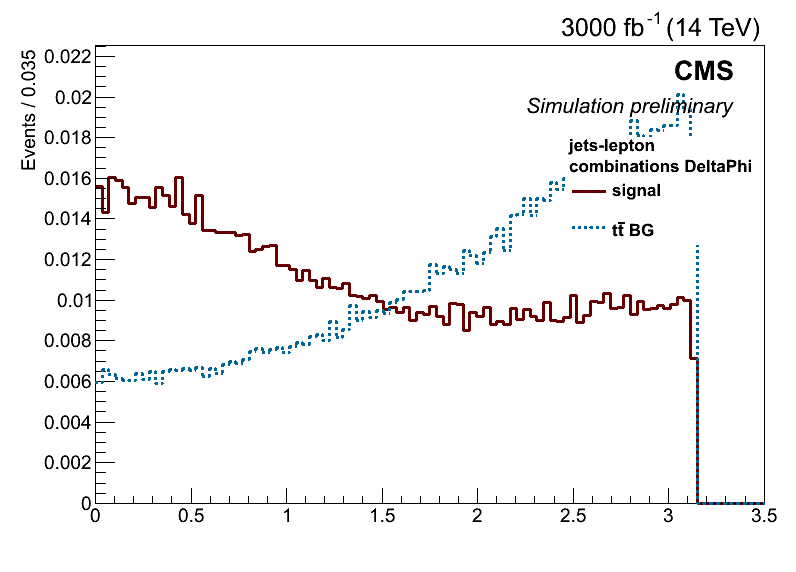 3000 fb⁻¹ (14 TeV)
CMS
Simulation preliminary
jets-lepton
combinations DeltaPhi
signal
tt̄ BG
Events / 0.035
0.022
0.02
0.018
0.016
0.014
0.012
0.01
0.008
0.006
0.004
0.002
0
0 0.5 1 1.5 2 2.5 3 3.5